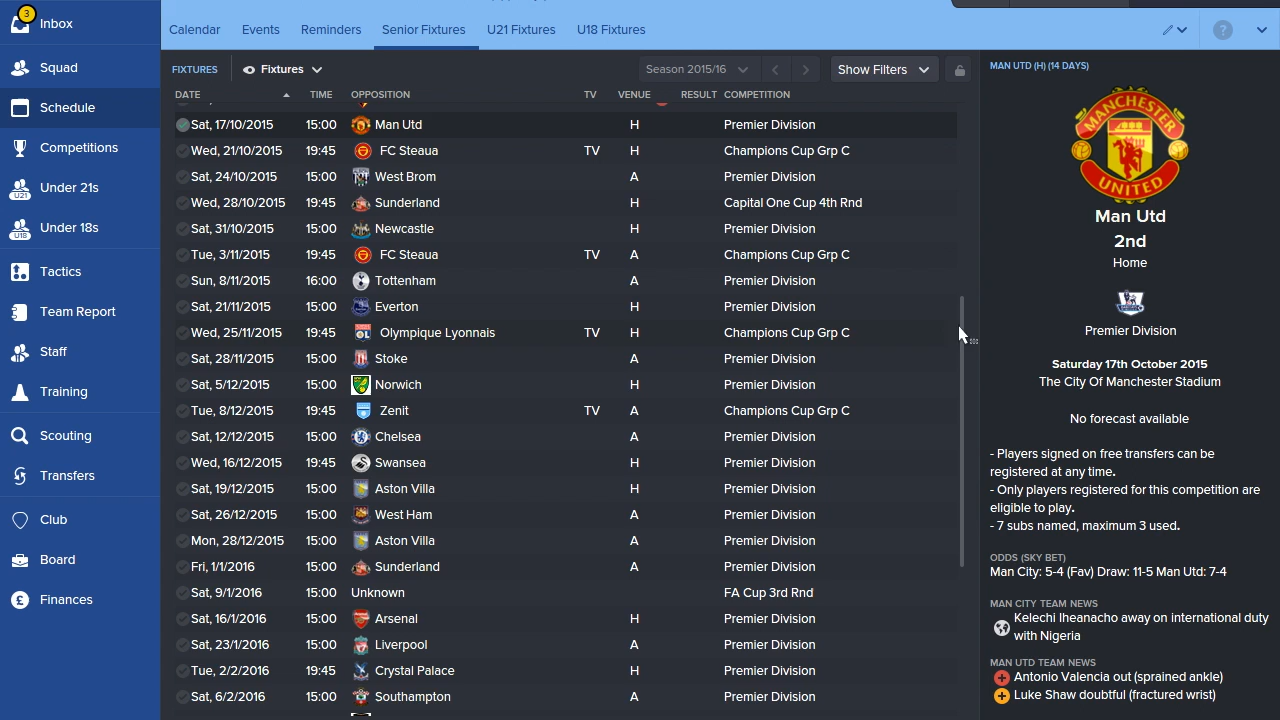 3
Inbox
Squad
Schedule
Competitions
U21
Under 21s
U18
Under 18s
Tactics
Team Report
Staff
Training
Scouting
Transfers
Club
Board
£ Finances
Calendar Events Reminders Senior Fixtures U21 Fixtures U18 Fixtures
?
FIXTURES Fixtures Season 2015/16 Show Filters
DATE TIME OPPOSITION TV VENUE RESULT COMPETITION
Sat, 17/10/2015 15:00 Man Utd H Premier Division
Wed, 21/10/2015 19:45 FC Steaua TV H Champions Cup Grp C
Sat, 24/10/2015 15:00 West Brom A Premier Division
Wed, 28/10/2015 19:45 Sunderland H Capital One Cup 4th Rnd
Sat, 31/10/2015 15:00 Newcastle H Premier Division
Tue, 3/11/2015 19:45 FC Steaua TV A Champions Cup Grp C
Sun, 8/11/2015 16:00 Tottenham A Premier Division
Sat, 21/11/2015 15:00 Everton H Premier Division
Wed, 25/11/2015 19:45 Olympique Lyonnais TV H Champions Cup Grp C
Sat, 28/11/2015 15:00 Stoke A Premier Division
Sat, 5/12/2015 15:00 Norwich H Premier Division
Tue, 8/12/2015 19:45 Zenit TV A Champions Cup Grp C
Sat, 12/12/2015 15:00 Chelsea A Premier Division
Wed, 16/12/2015 19:45 Swansea H Premier Division
Sat, 19/12/2015 15:00 Aston Villa H Premier Division
Sat, 26/12/2015 15:00 West Ham A Premier Division
Mon, 28/12/2015 15:00 Aston Villa A Premier Division
Fri, 1/1/2016 15:00 Sunderland A Premier Division
Sat, 9/1/2016 15:00 Unknown FA Cup 3rd Rnd
Sat, 16/1/2016 15:00 Arsenal H Premier Division
Sat, 23/1/2016 15:00 Liverpool A Premier Division
Tue, 2/2/2016 19:45 Crystal Palace H Premier Division
Sat, 6/2/2016 15:00 Southampton A Premier Division
MAN UTD (H) (14 DAYS)
MANCHESTER
UNITED
Man Utd
2nd
Home
Premier Division
Saturday 17th October 2015
The City Of Manchester Stadium
No forecast available
- Players signed on free transfers can be
registered at any time.
- Only players registered for this competition are
eligible to play.
- 7 subs named, maximum 3 used.
ODDS (SKY BET)
Man City: 5-4 (Fav) Draw: 11-5 Man Utd: 7-4
MAN CITY TEAM NEWS
Kelechi Iheanacho away on international duty
with Nigeria
MAN UTD TEAM NEWS
Antonio Valencia out (sprained ankle)
Luke Shaw doubtful (fractured wrist)